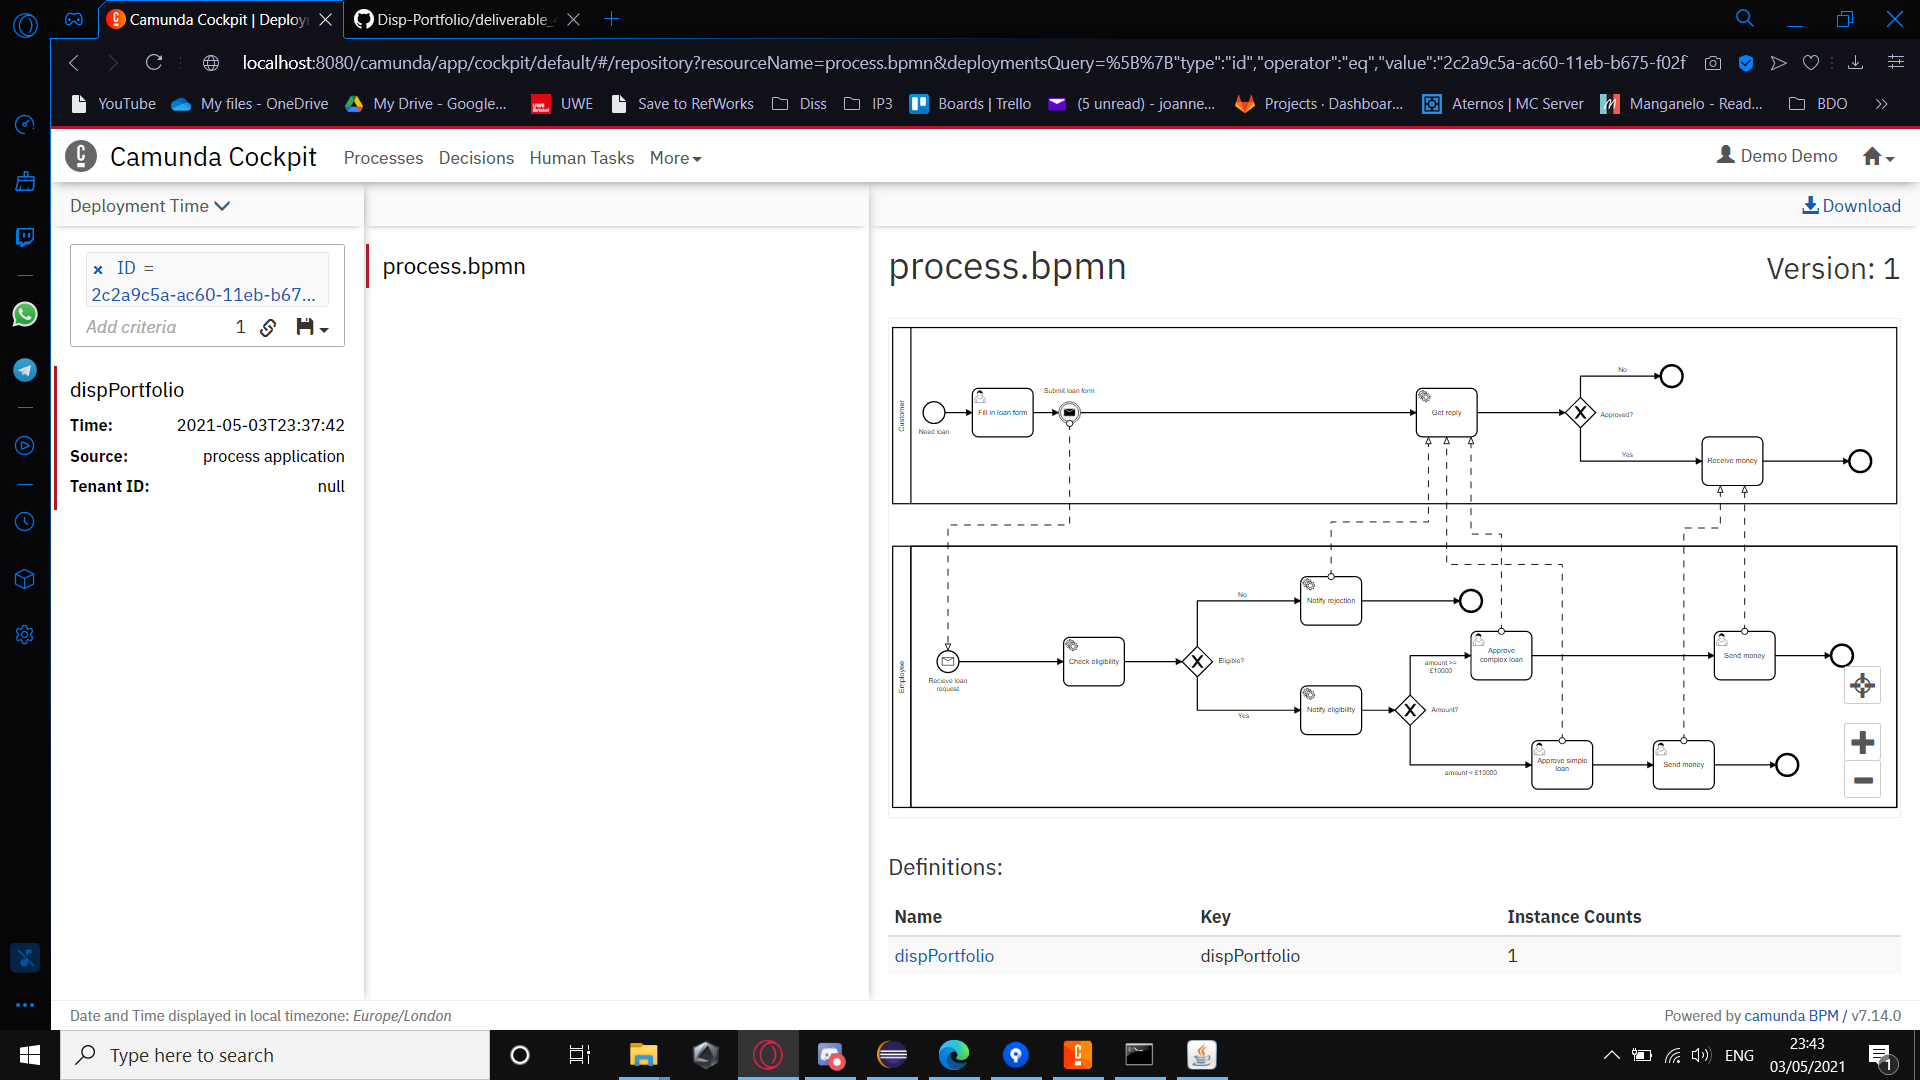 Camunda Cockpit | Deploy
Disp-Portfolio/deliverable_
localhost:8080/camunda/app/cockpit/default/#/repository?resourceName=process.bpmn&deploymentsQuery=%5B%7B"type":"id","operator":"eq","value":"2c2a9c5a-ac60-11eb-b675-f02f
YouTube
My files - OneDrive
My Drive - Google...
UWE
Save to RefWorks
Diss
IP3
Boards | Trello
(5 unread) - joanne...
Projects · Dashboar...
Aternos | MC Server
Manganelo - Read...
BDO
Camunda Cockpit
Processes
Decisions
Human Tasks
More
Demo Demo
Deployment Time
Download
ID =
2c2a9c5a-ac60-11eb-b67...
Add criteria
1
dispPortfolio
Time: 2021-05-03T23:37:42
Source: process application
Tenant ID: null
process.bpmn
process.bpmn
Version: 1
Customer
Need loan
Fill in loan form
Submit loan form
Get reply
Approved?
No
Yes
Receive money
Employee
Recieve loan
request
Check eligibility
Eligible?
No
Yes
Notify rejection
Notify eligibility
Amount?
amount >=
£10000
amount < £10000
Approve
complex loan
Approve simple
loan
Send money
Send money
Definitions:
Name Key Instance Counts
dispPortfolio dispPortfolio 1
Date and Time displayed in local timezone: Europe/London
Powered by camunda BPM / v7.14.0
Type here to search
ENG
23:43
03/05/2021
1